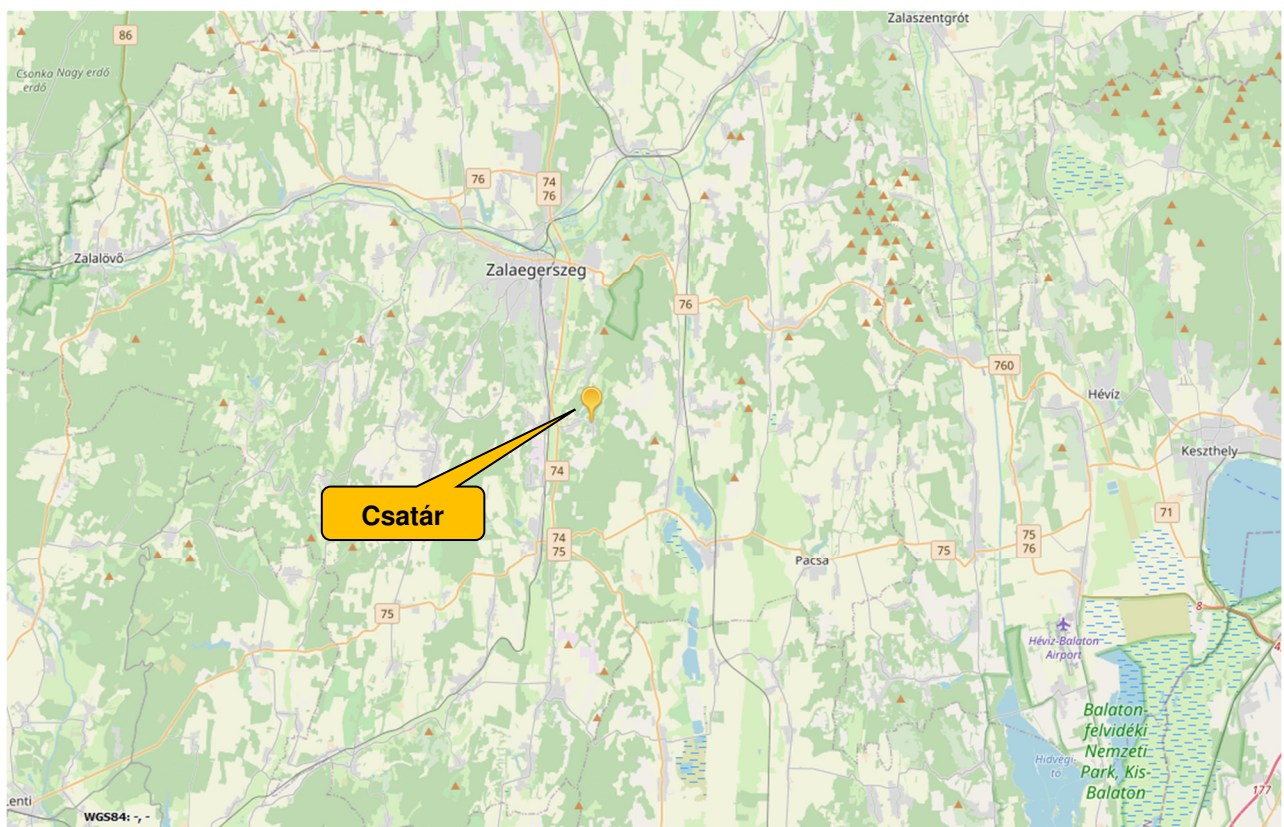 Zalaszentgrót
86
Csonka Nagy erdő
erdő
76
74
76
Zalalövő
Zalaegerszeg
76
760
Hévíz
Keszthely
74
71
Csatár
74
75
75
76
75
Pacsa
75
8
Hévíz-Balaton
Airport
Balaton-
felvidéki
Nemzeti
Park, Kis-
Balaton
Hídvégi-
tó
177
enti
WGS84: -, -